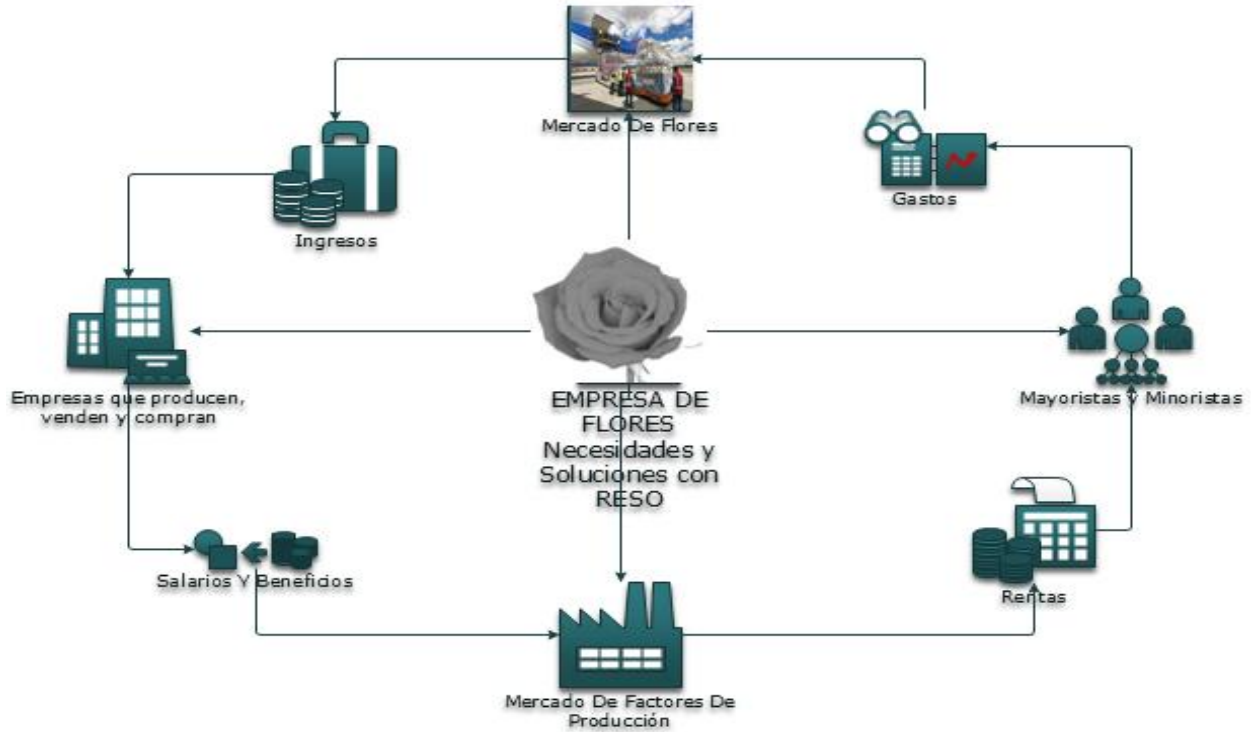 Mercado De Flores
Gastos
Ingresos
Empresas que producen,
venden y compran
EMPRESA DE
FLORES
Necesidades y
Soluciones con
RESO
Mayoristas Y Minoristas
Salarios Y Beneficios
Rentas
Mercado De Factores De
Producción